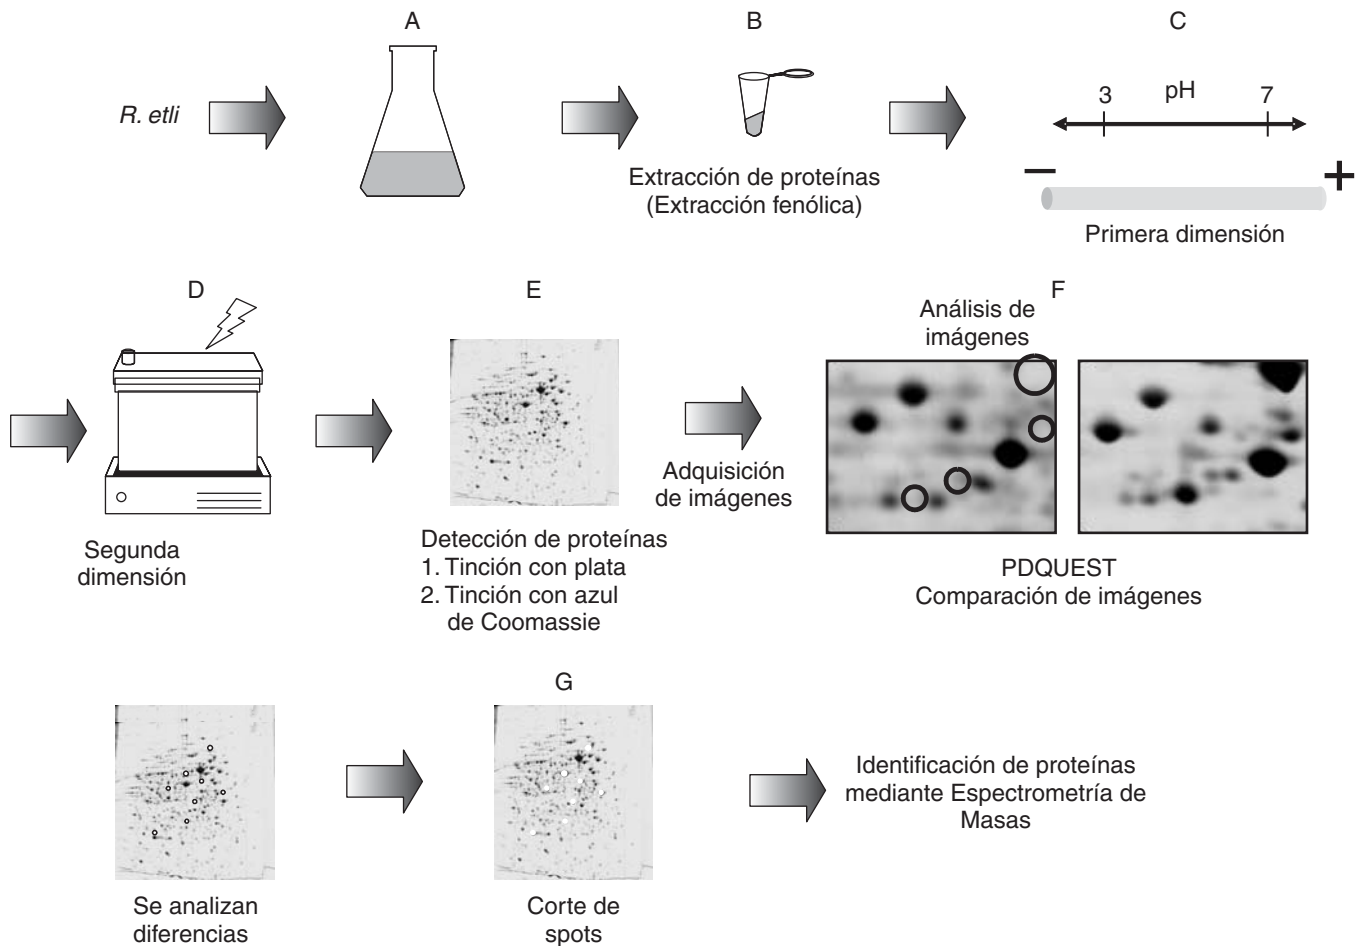 A
B
C
R. etli
Extracción de proteínas
(Extracción fenólica)
3 pH 7
− +
Primera dimensión
D
E
F
Segunda
dimensión
Detección de proteínas
1. Tinción con plata
2. Tinción con azul
de Coomassie
Adquisición
de imágenes
Análisis de
imágenes
PDQUEST
Comparación de imágenes
G
Se analizan
diferencias
Corte de
spots
Identificación de proteínas
mediante Espectrometría de
Masas